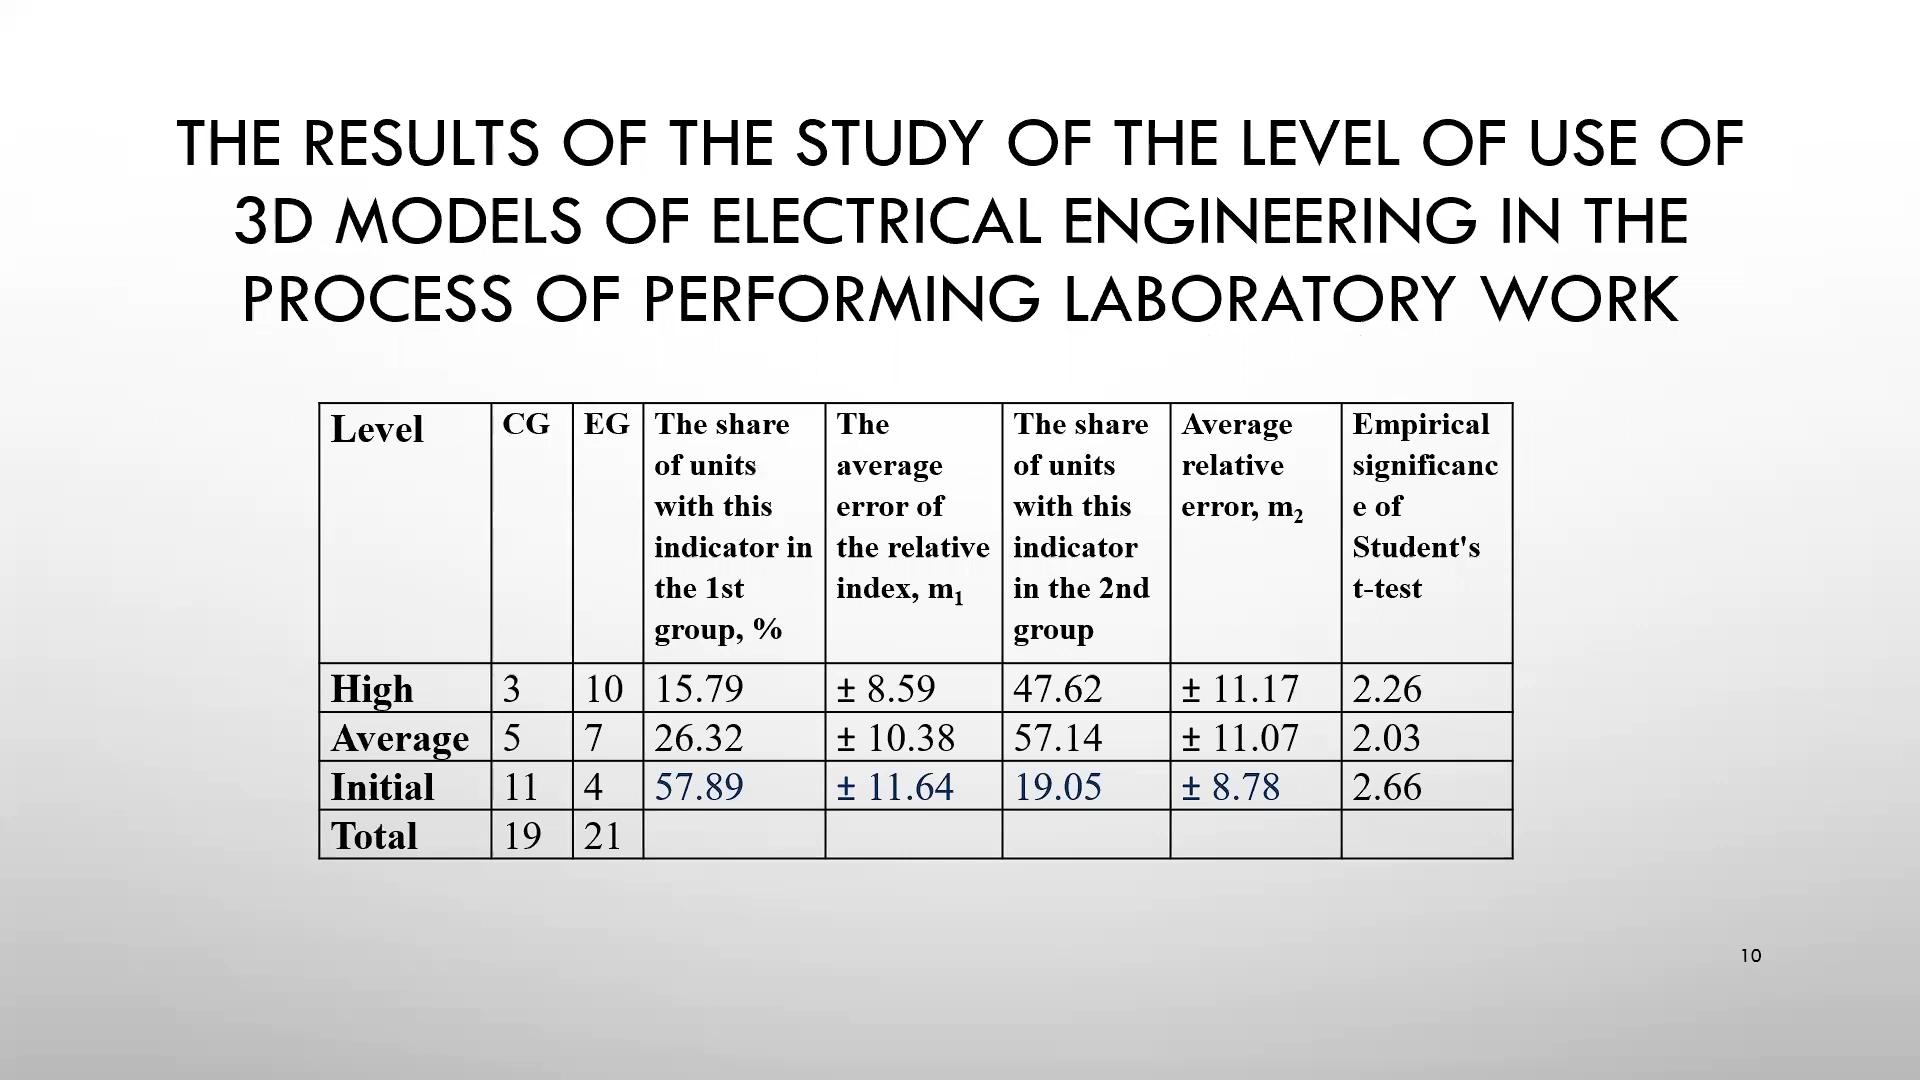 THE RESULTS OF THE STUDY OF THE LEVEL OF USE OF
3D MODELS OF ELECTRICAL ENGINEERING IN THE
PROCESS OF PERFORMING LABORATORY WORK
Level CG EG The share of units with this indicator in the 1st group, % The average error of the relative index, m₁ The share of units with this indicator in the 2nd group Average relative error, m₂ Empirical significanc e of Student's t-test
High 3 10 15.79 ± 8.59 47.62 ± 11.17 2.26
Average 5 7 26.32 ± 10.38 57.14 ± 11.07 2.03
Initial 11 4 57.89 ± 11.64 19.05 ± 8.78 2.66
Total 19 21
10